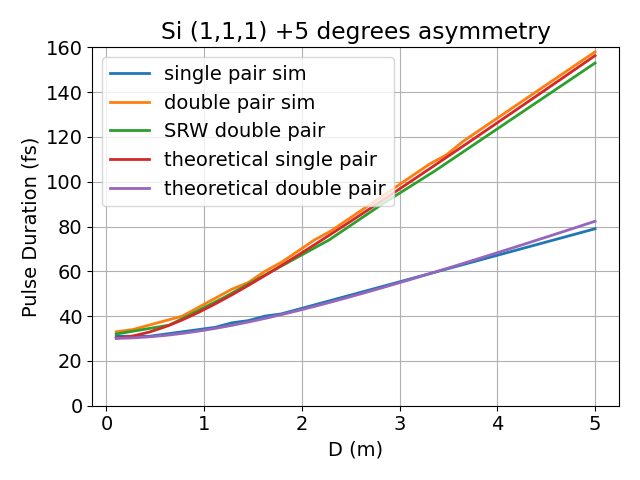 Si (1,1,1) +5 degrees asymmetry
160
140
120
100
80
60
40
20
0
Pulse Duration (fs)
single pair sim
double pair sim
SRW double pair
theoretical single pair
theoretical double pair
0
1
2
3
4
5
D (m)